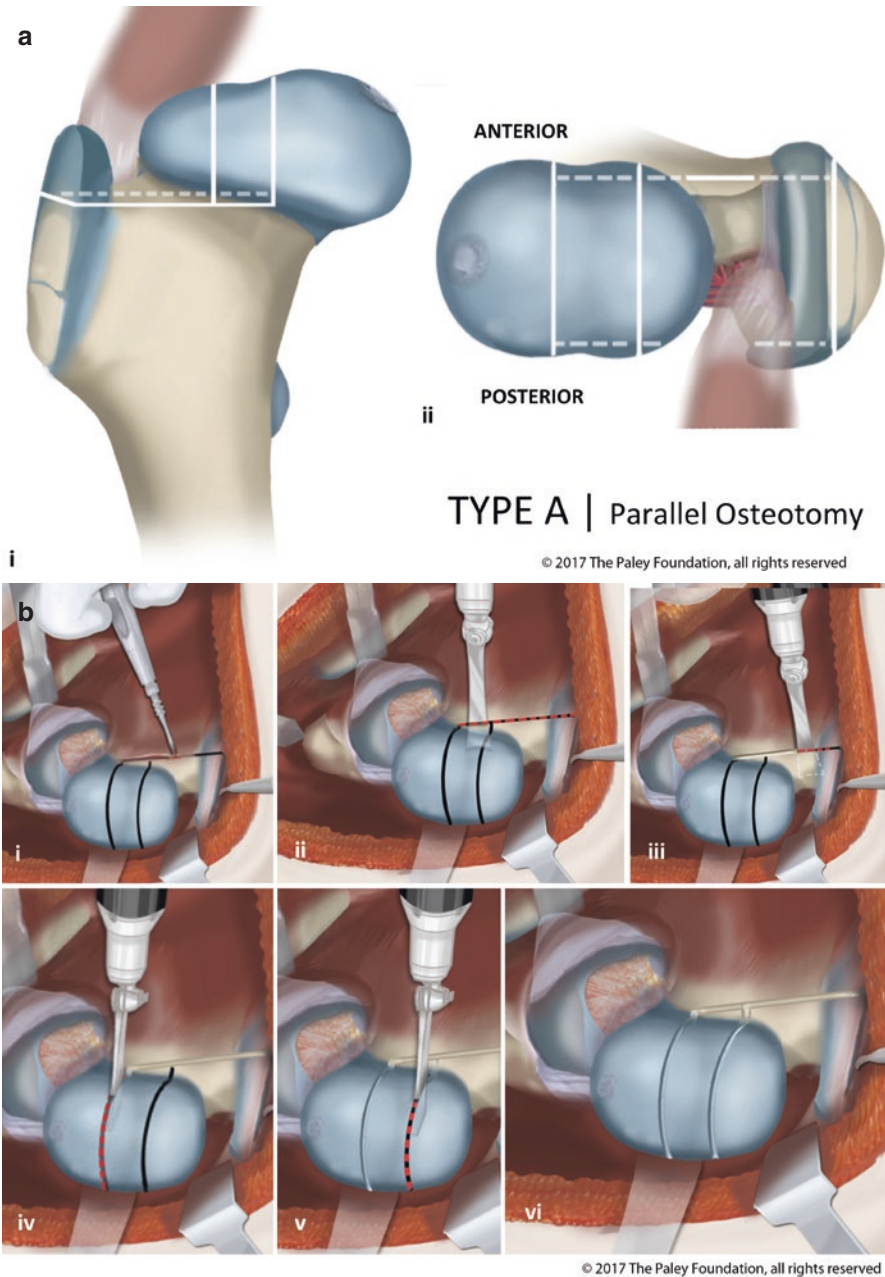 a
ANTERIOR
POSTERIOR
ii
TYPE A | Parallel Osteotomy
i
© 2017 The Paley Foundation, all rights reserved
b
i
ii
iii
iv
v
vi
© 2017 The Paley Foundation, all rights reserved